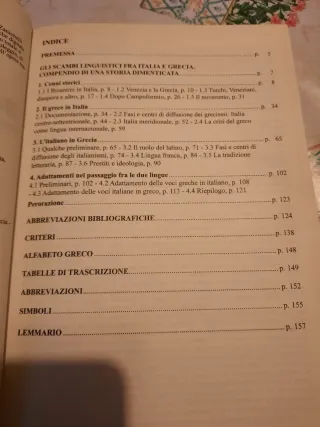 INDICE
PREMESSA p. 5
GLI SCAMBI LINGUISTICI FRA ITALIA E GRECIA.
COMPENDIO DI UNA STORIA DIMENTICATA p. 7
1. Cenni storici p. 8
1.1 I Bizantini in Italia, p. 8 - 1.2 Venezia e la Grecia, p. 10 - 1.3 Turchi, Veneziani,
diaspora e altro, p. 17 - 1.4 Dopo Campoformio, p. 26 - 1.5 Il novecento, p. 31
2. Il greco in Italia p. 34
2.1 Documentazione, p. 34 - 2.2 Fasi e centri di diffusione dei grecismi: Italia
centro-settentrionale, p. 44 - 2.3 Italia meridionale, p. 52 - 2.4 La crisi del greco
come lingua internazionale, p. 59
3. L'italiano in Grecia p. 65
3.1 Qualche preliminare, p. 65 - 3.2 Il molo del latino, p. 71 - 3.3 Fasi e centri di
diffusione degli italianismi, p. 74 - 3.4 Lingua franca, p. 84 - 3.5 La tradizione
letteraria, p. 87 - 3.6 Prestiti e ideologia, p. 90
4. Adattamenti nel passaggio fra le due lingue p. 102
4.1 Preliminari, p. 102 - 4.2 Adattamento delle voci greche in italiano, p. 108
- 4.3 Adattamento delle voci italiane in greco, p. 113 - 4.4 Riepilogo, p. 121
Perorazione p. 123
ABBREVIAZIONI BIBLIOGRAFICHE p. 124
CRITERI p. 138
ALFABETO GRECO p. 148
TABELLE DI TRASCRIZIONE p. 149
ABBREVIAZIONI p. 152
SIMBOLI p. 155
LEMMARIO p. 157